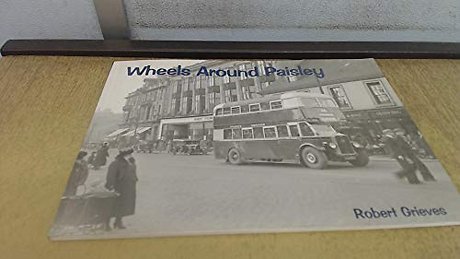 Wheels Around Paisley
Robert Grieves